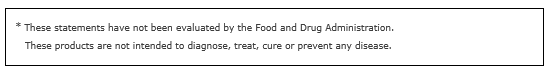 * These statements have not been evaluated by the Food and Drug Administration.
These products are not intended to diagnose, treat, cure or prevent any disease.